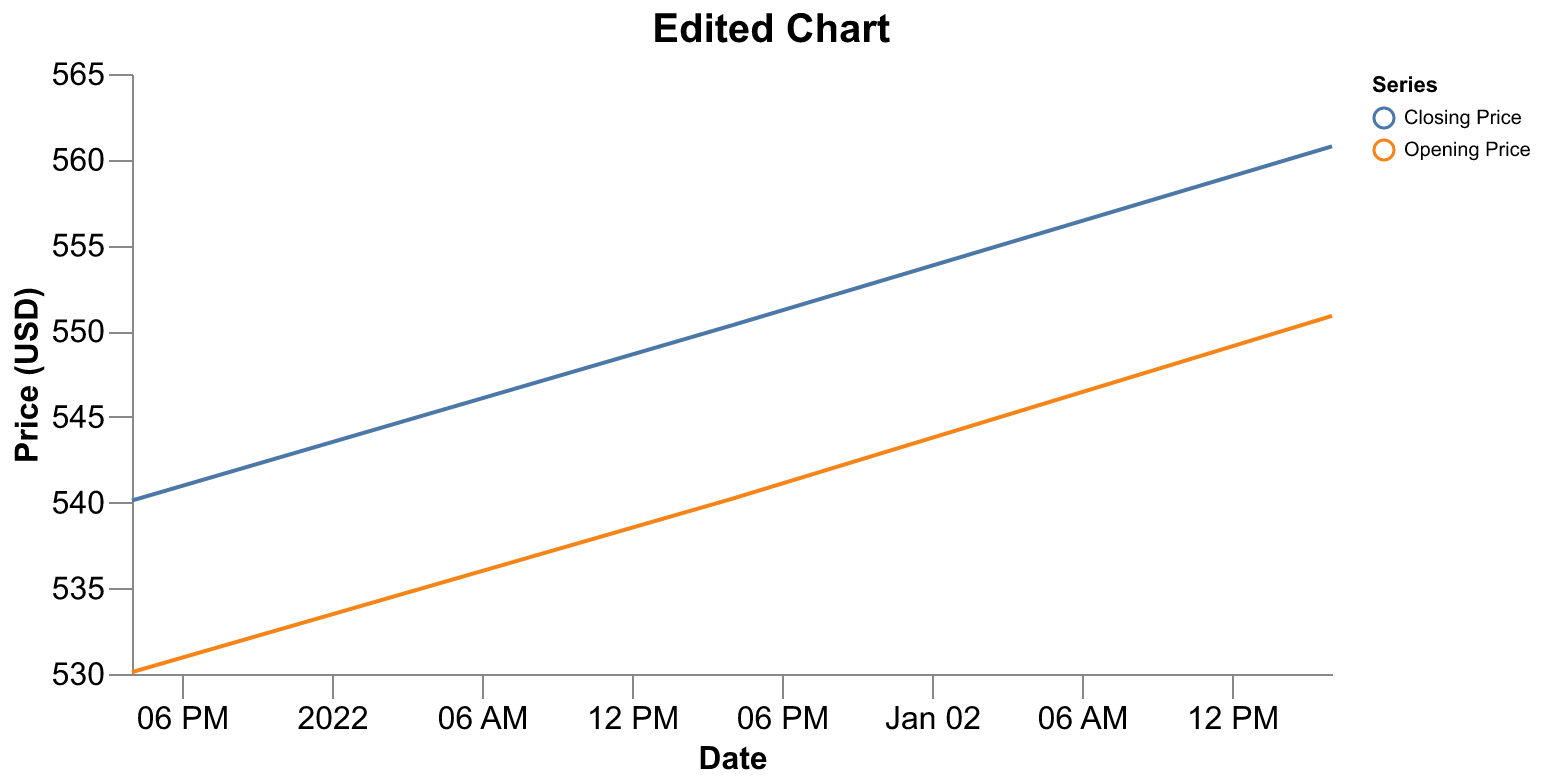 Edited Chart
565
560
555
550
545
540
535
530
Price (USD)
06 PM
2022
06 AM
12 PM
06 PM
Jan 02
06 AM
12 PM
Date
Series
Closing Price
Opening Price